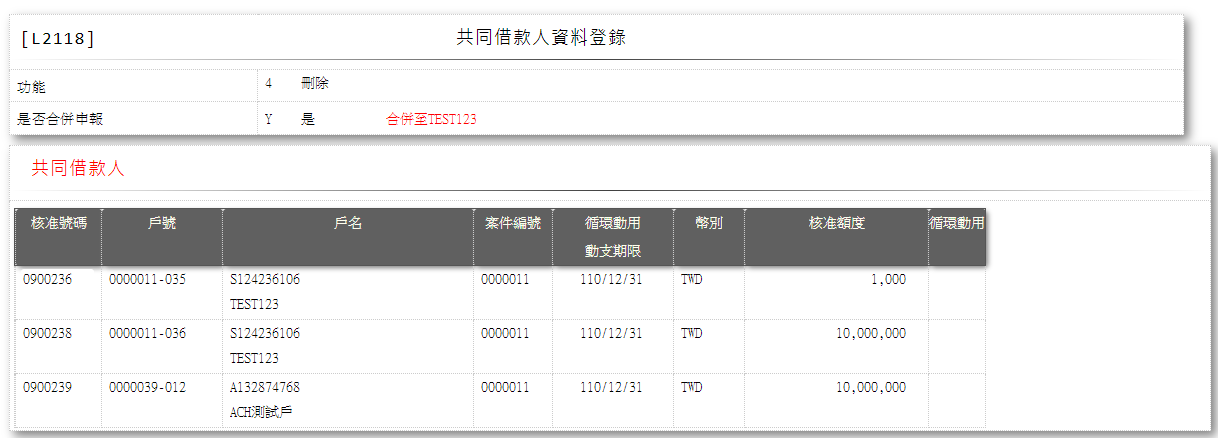 [L2118] 共同借款人資料登錄
功能 4 刪除
是否合併申報 Y 是 合併至TEST123
共同借款人
核准號碼 戶號 戶名 案件編號 循環動用 幣別 核准額度 循環動用
動支期限
0900236 0000011-035 S124236106 0000011 110/12/31 TWD 1,000
TEST123
0900238 0000011-036 S124236106 0000011 110/12/31 TWD 10,000,000
TEST123
0900239 0000039-012 A132874768 0000011 110/12/31 TWD 10,000,000
ACH測試戶